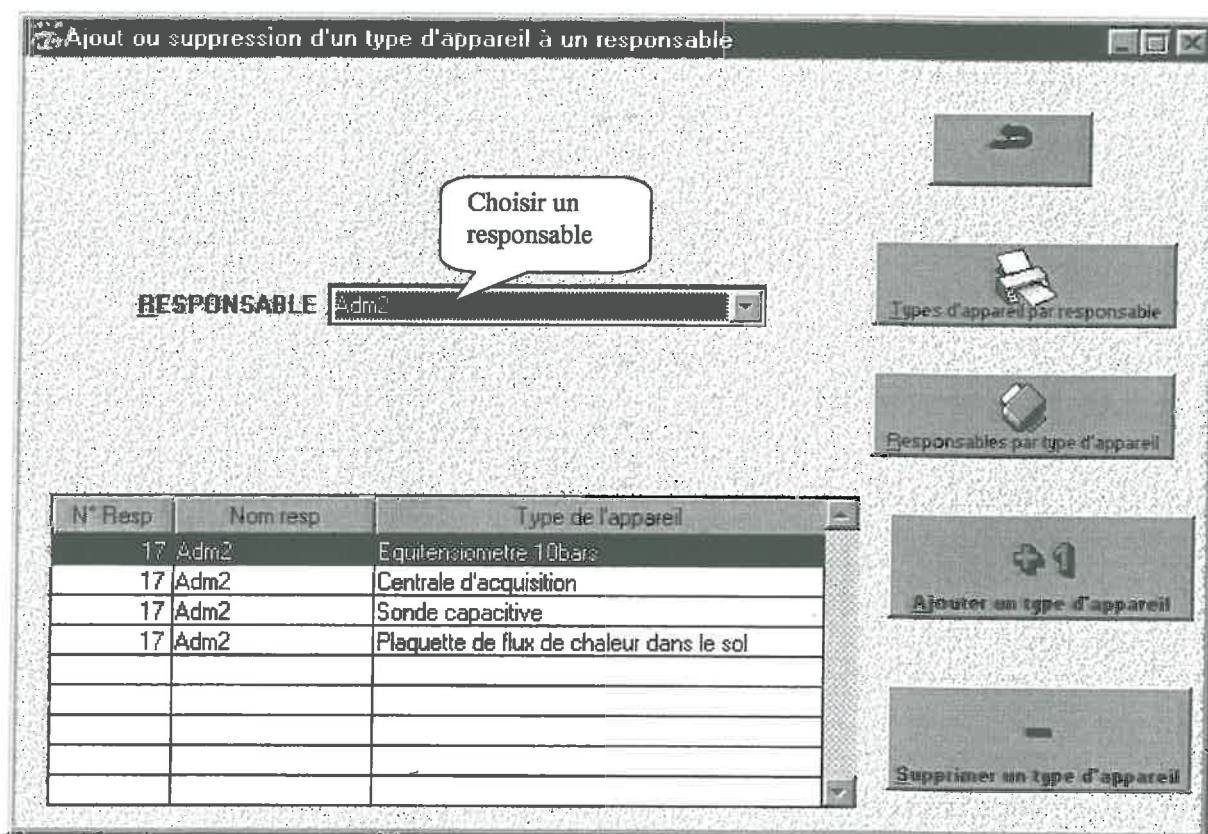 Ajout ou suppression d'un type d'appareil à un responsable
Choisir un
responsable
RESPONSABLE Adm2
Types d'appareil par responsable
Responsables par type d'appareil
N° Resp Nom resp Type de l'appareil
17 Adm2 Equitensiometre 10bars
17 Adm2 Centrale d'acquisition
17 Adm2 Sonde capacitive
17 Adm2 Plaquette de flux de chaleur dans le sol
+ 1
Ajouter un type d'appareil
-
Supprimer un type d'appareil